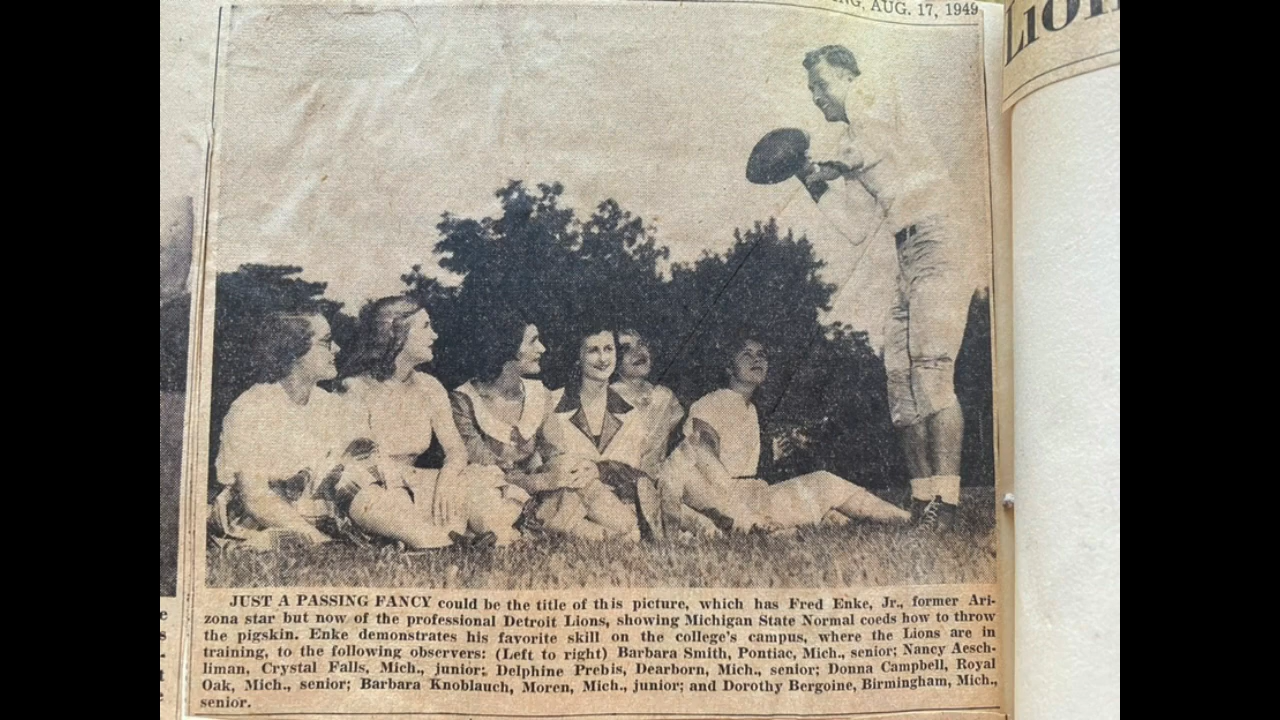 NG, AUG. 17, 1949
Lion
JUST A PASSING FANCY could be the title of this picture, which has Fred Enke, Jr., former Ari-
zona star but now of the professional Detroit Lions, showing Michigan State Normal coeds how to throw
the pigskin. Enke demonstrates his favorite skill on the college's campus, where the Lions are in
training, to the following observers: (Left to right) Barbara Smith, Pontiac, Mich., senior; Nancy Aesch-
liman, Crystal Falls, Mich., junior; Delphine Prebis, Dearborn, Mich., senior; Donna Campbell, Royal
Oak, Mich., senior; Barbara Knoblauch, Moren, Mich., junior; and Dorothy Bergoine, Birmingham, Mich.,
senior.